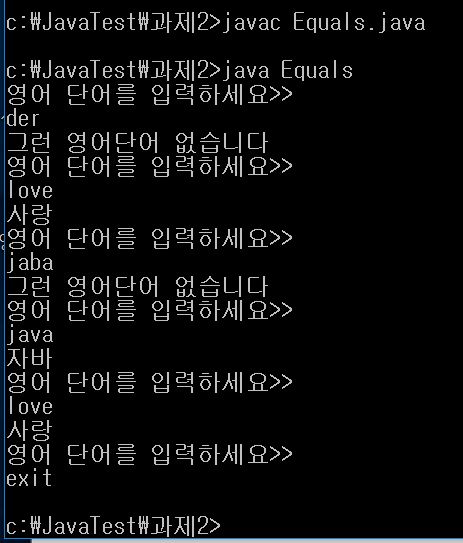 c:₩JavaTest₩과제2>javac Equals.java
c:₩JavaTest₩과제2>java Equals
영어 단어를 입력하세요>>
der
그런 영어단어 없습니다
영어 단어를 입력하세요>>
love
사랑
영어 단어를 입력하세요>>
jaba
그런 영어단어 없습니다
영어 단어를 입력하세요>>
java
자바
영어 단어를 입력하세요>>
love
사랑
영어 단어를 입력하세요>>
exit
c:₩JavaTest₩과제2>